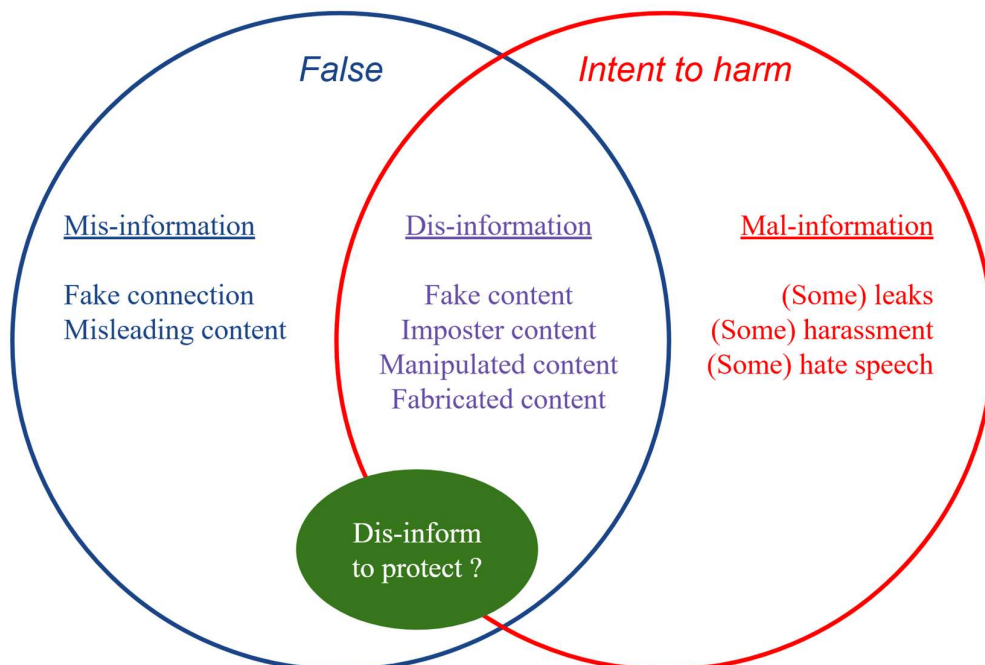 False
Intent to harm
Mis-information
Fake connection
Misleading content
Dis-information
Fake content
Imposter content
Manipulated content
Fabricated content
Mal-information
(Some) leaks
(Some) harassment
(Some) hate speech
Dis-inform
to protect ?